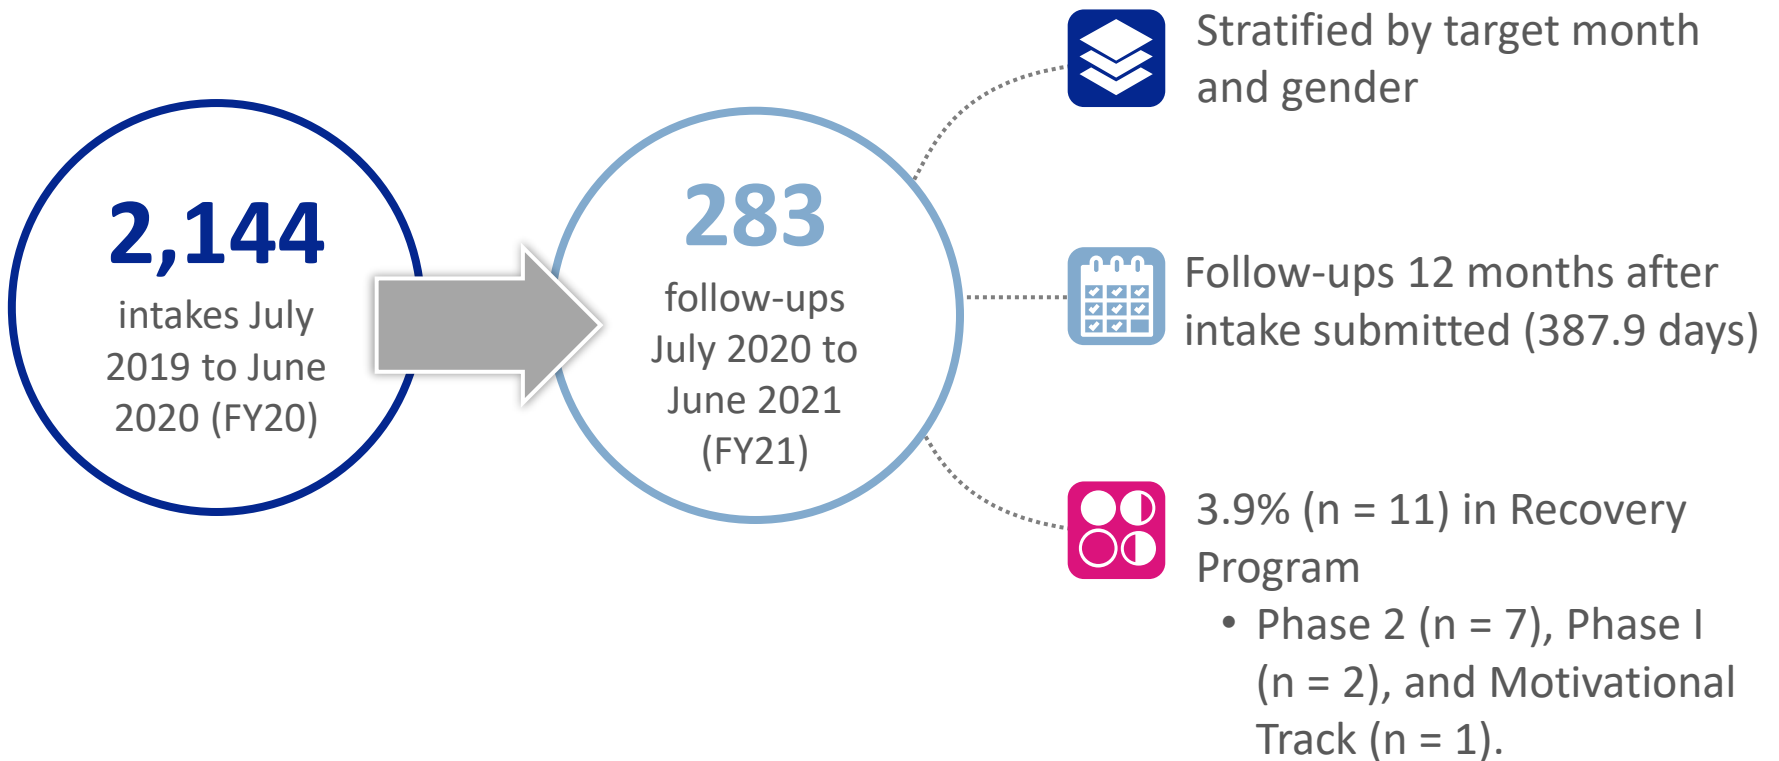 2,144
intakes July
2019 to June
2020 (FY20)
283
follow-ups
July 2020 to
June 2021
(FY21)
Stratified by target month
and gender
Follow-ups 12 months after
intake submitted (387.9 days)
3.9% (n = 11) in Recovery
Program
• Phase 2 (n = 7), Phase I
(n = 2), and Motivational
Track (n = 1).